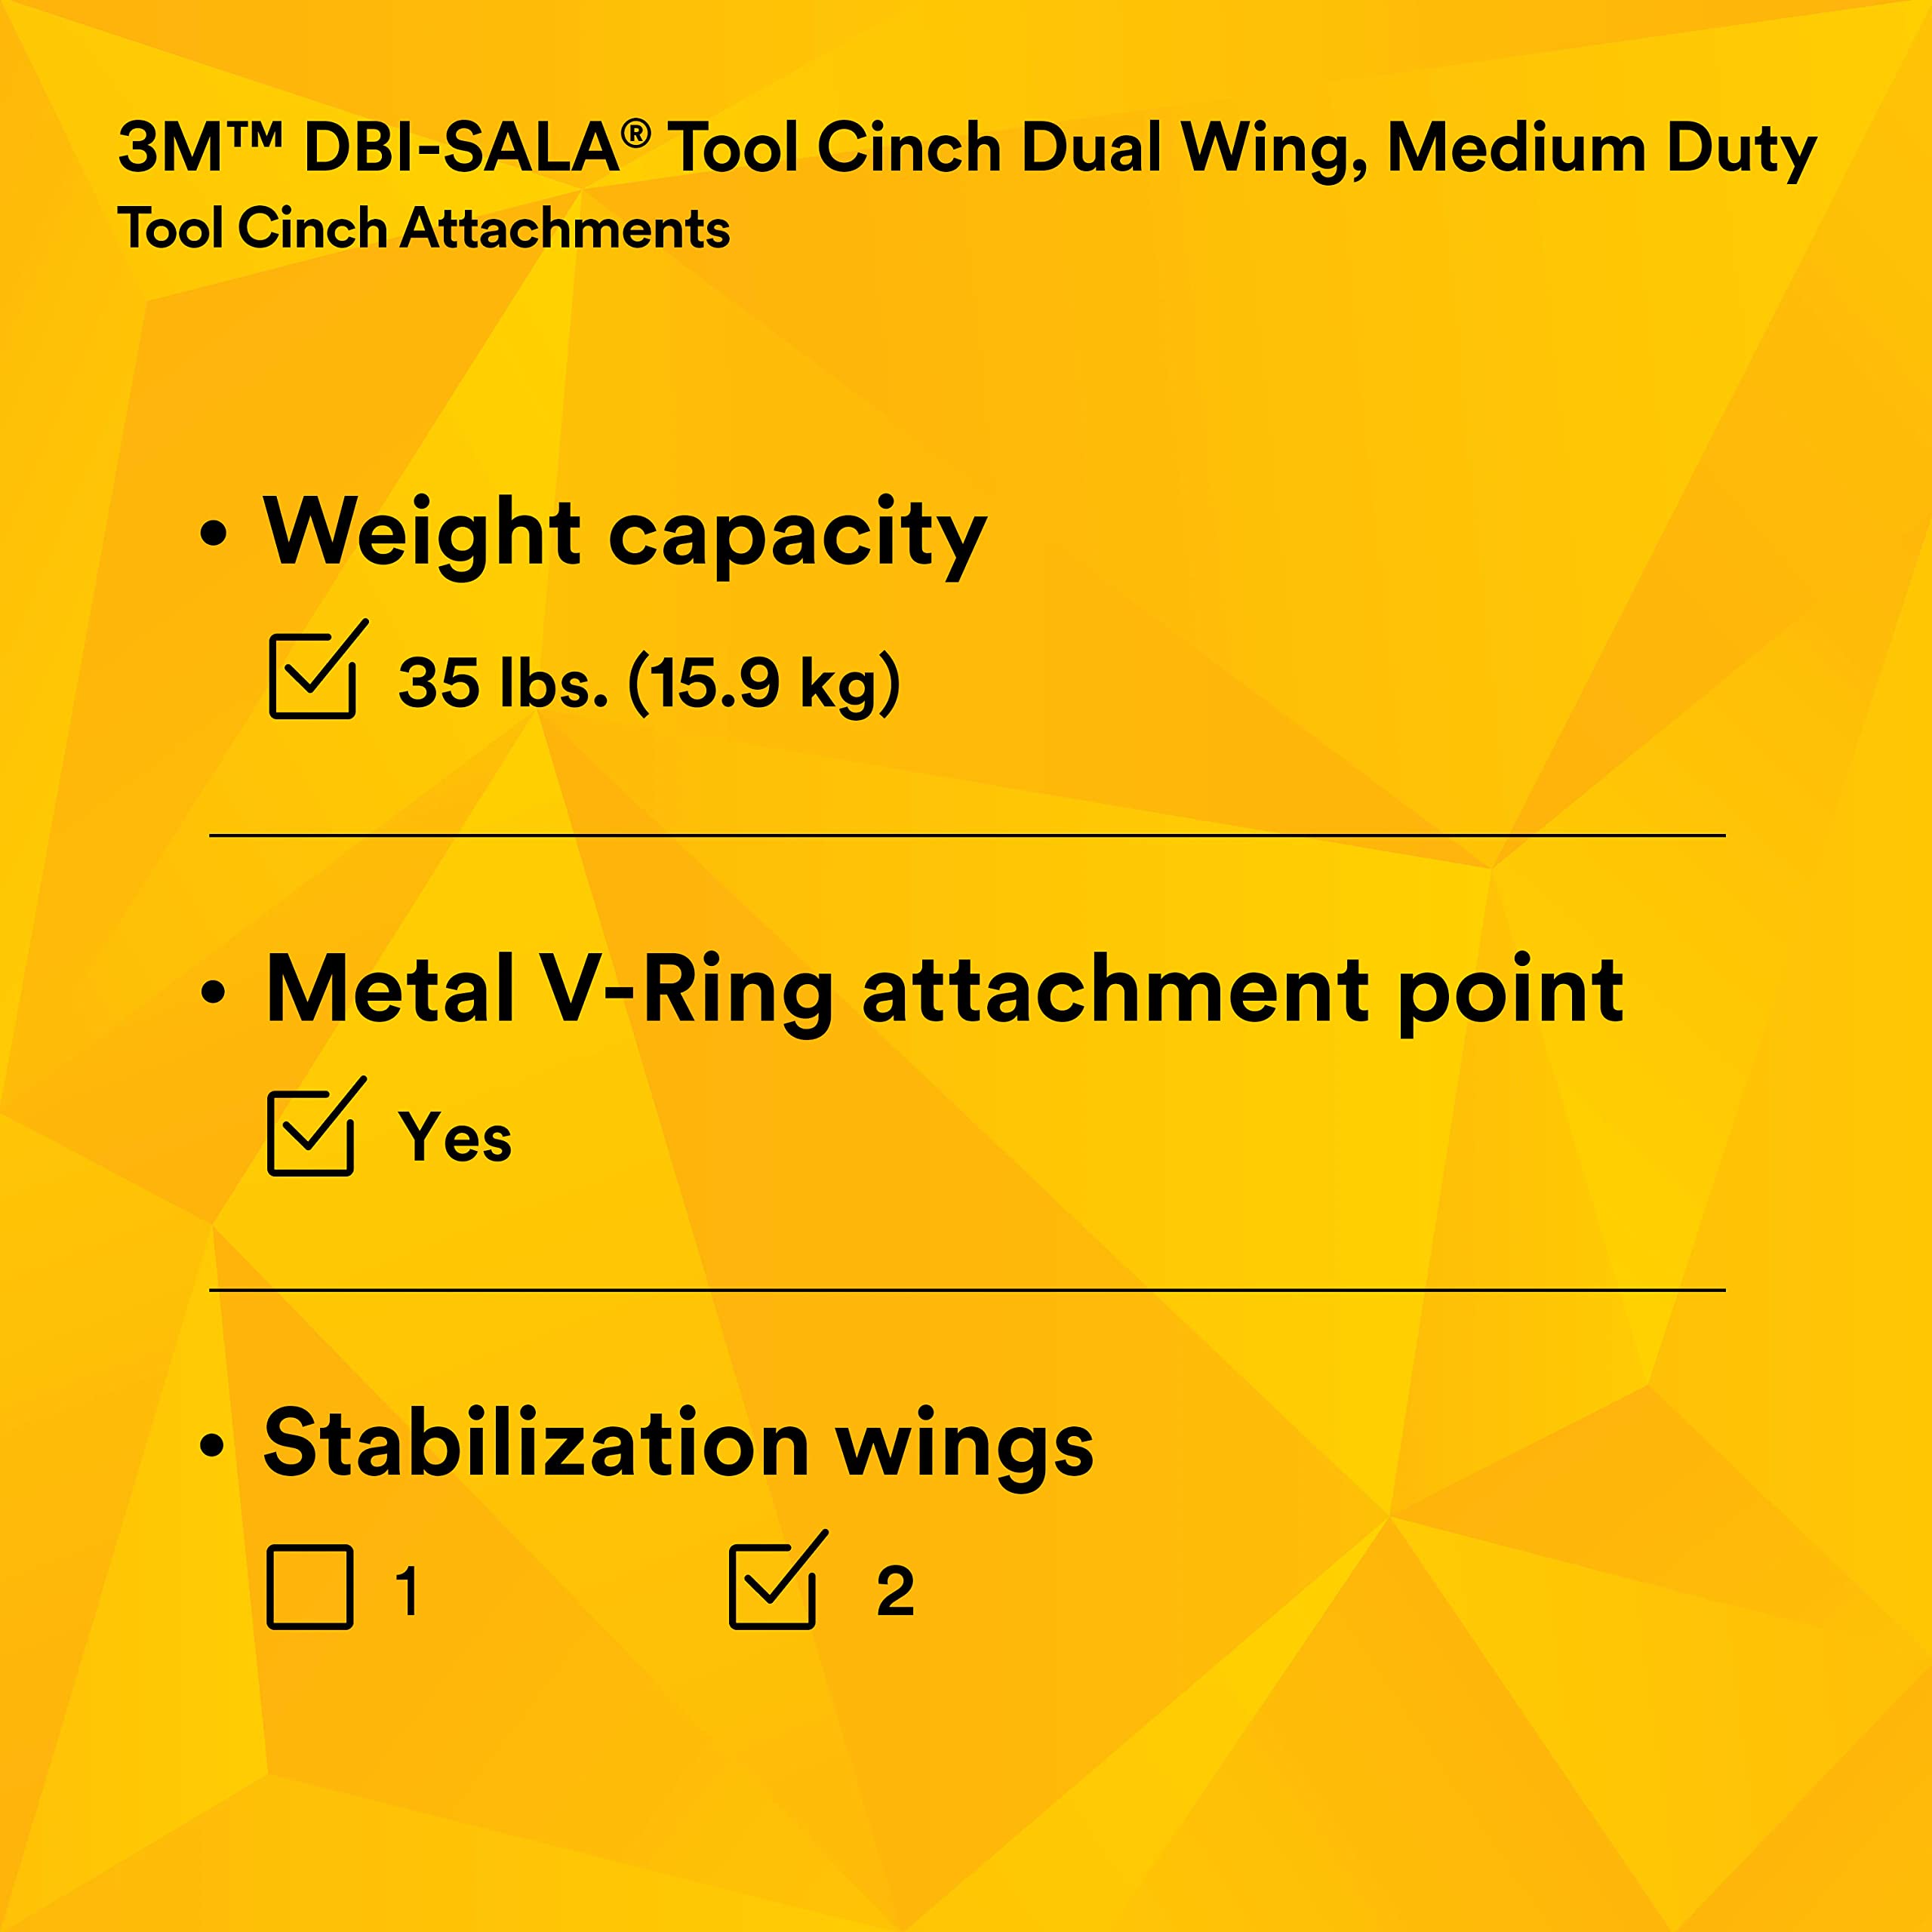 3M™ DBI-SALA® Tool Cinch Dual Wing, Medium Duty
Tool Cinch Attachments
• Weight capacity
35 lbs. (15.9 kg)
• Metal V-Ring attachment point
Yes
• Stabilization wings
1 2